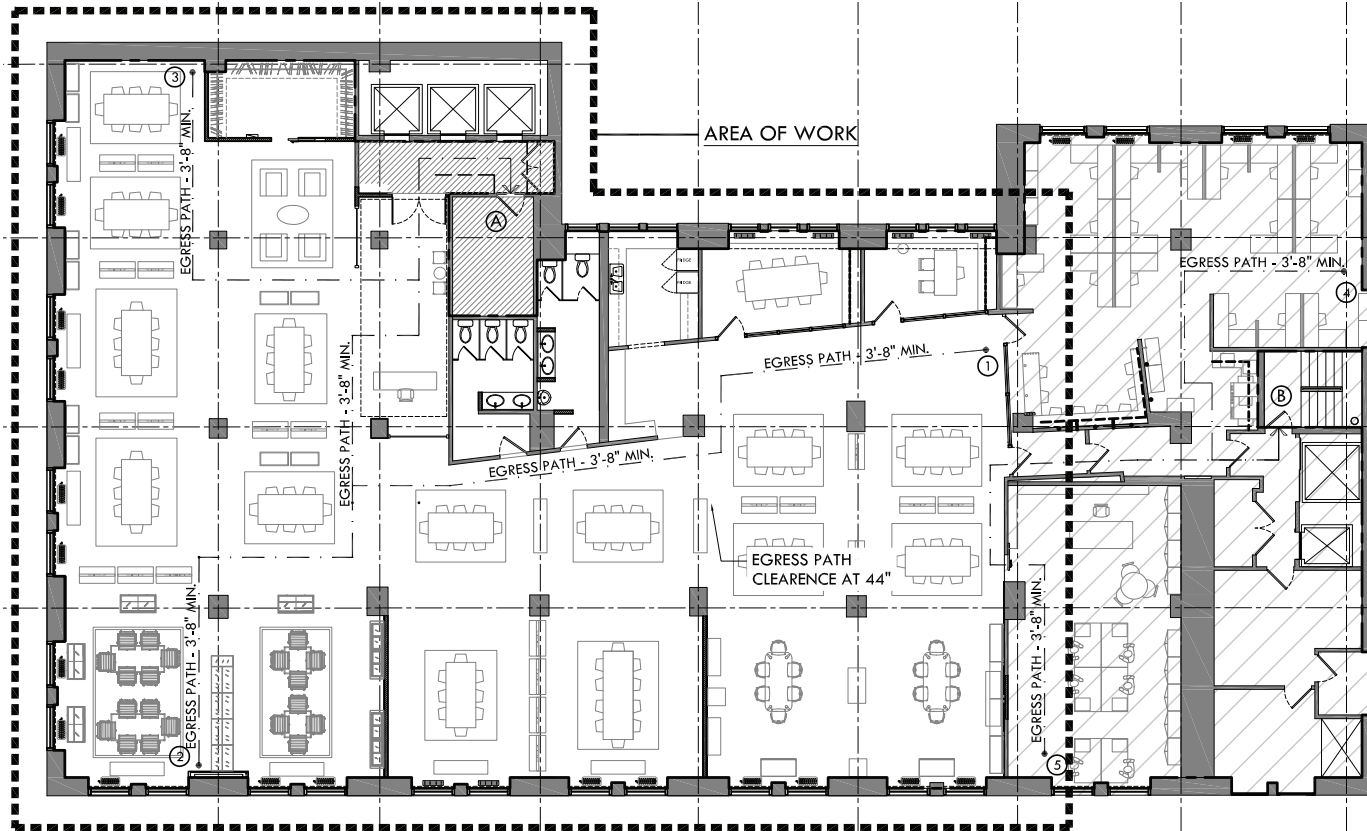 AREA OF WORK
3
EGRESS PATH - 3'-8" MIN.
A
FRIDGE
FRIDGE
EGRESS PATH - 3'-8" MIN.
4
EGRESS PATH - 3'-8" MIN.
EGRESS PATH - 3'-8" MIN.
1
B
EGRESS PATH - 3'-8" MIN.
EGRESS PATH
CLEARENCE AT 44"
EGRESS PATH - 3'-8" MIN.
2
EGRESS PATH - 3'-8" MIN.
5